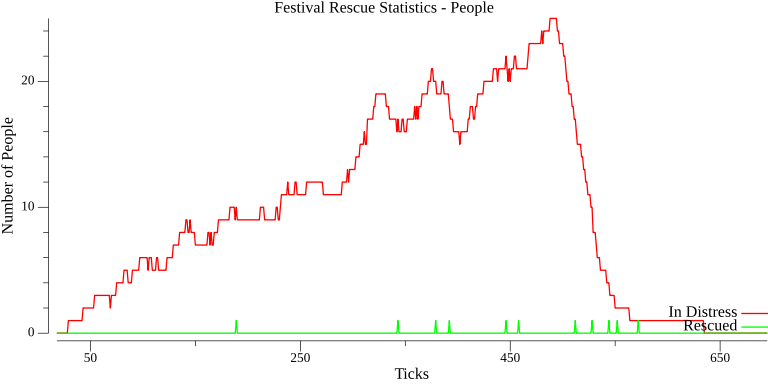 Festival Rescue Statistics - People
Number of People
20
10
0
In Distress
Rescued
50
250
450
650
Ticks